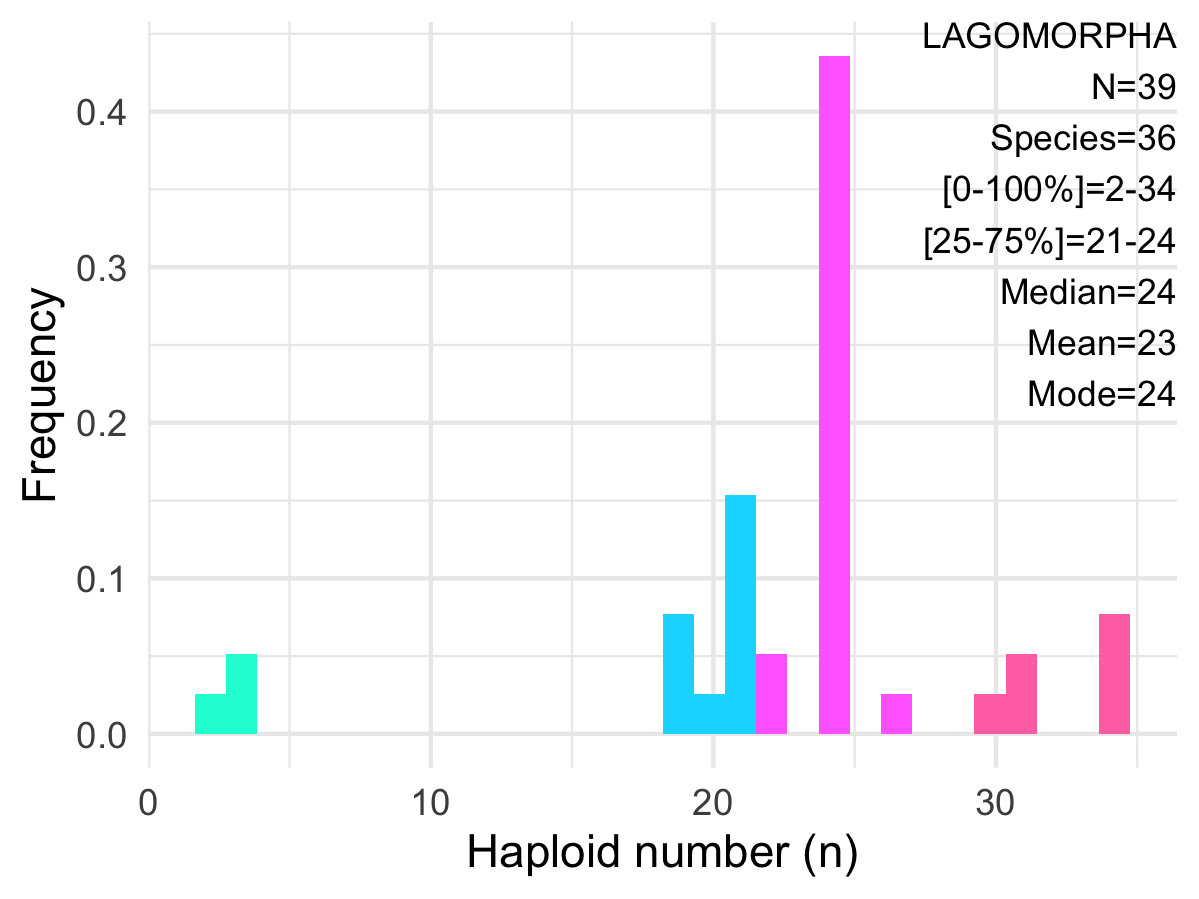 LAGOMORPHA
N=39
Species=36
[0-100%]=2-34
[25-75%]=21-24
Median=24
Mean=23
Mode=24
Frequency
0.4
0.3
0.2
0.1
0.0
0 10 20 30
Haploid number (n)